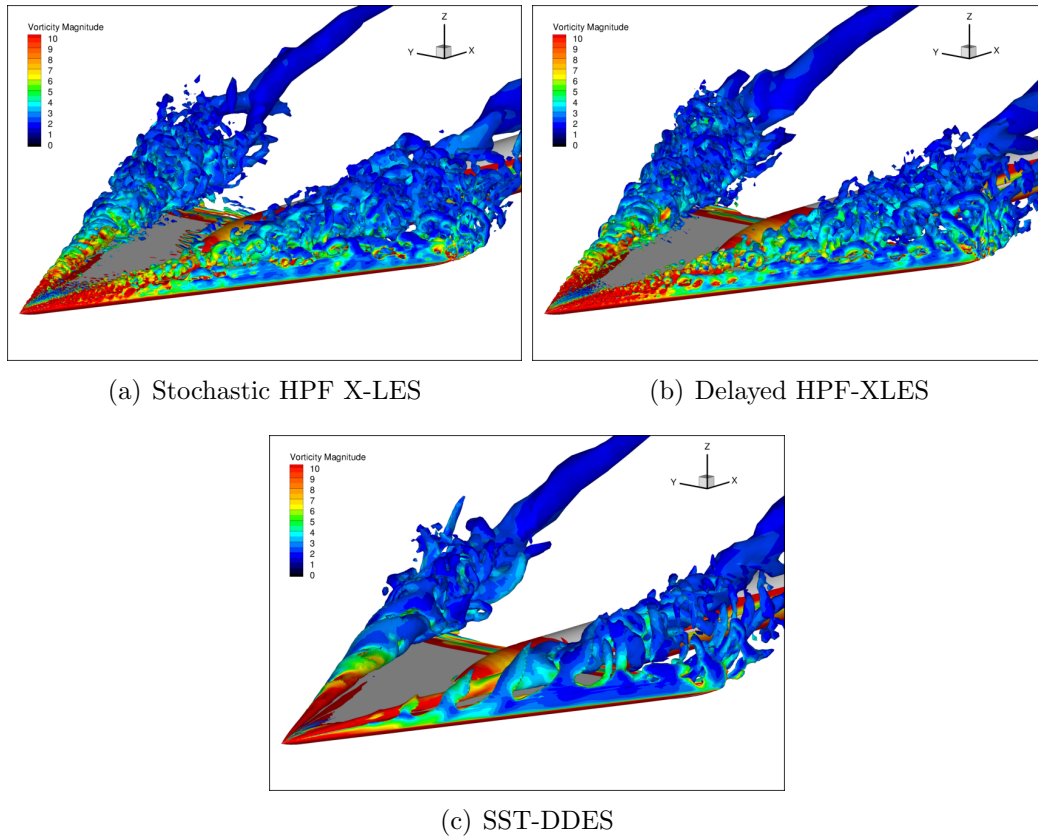 Vorticity Magnitude
10
9
8
7
6
5
4
3
2
1
0
Z
Y
X
Vorticity Magnitude
10
9
8
7
6
5
4
3
2
1
0
Z
Y
X
(a) Stochastic HPF X-LES
(b) Delayed HPF-XLES
Vorticity Magnitude
10
9
8
7
6
5
4
3
2
1
0
Z
Y
X
(c) SST-DDES